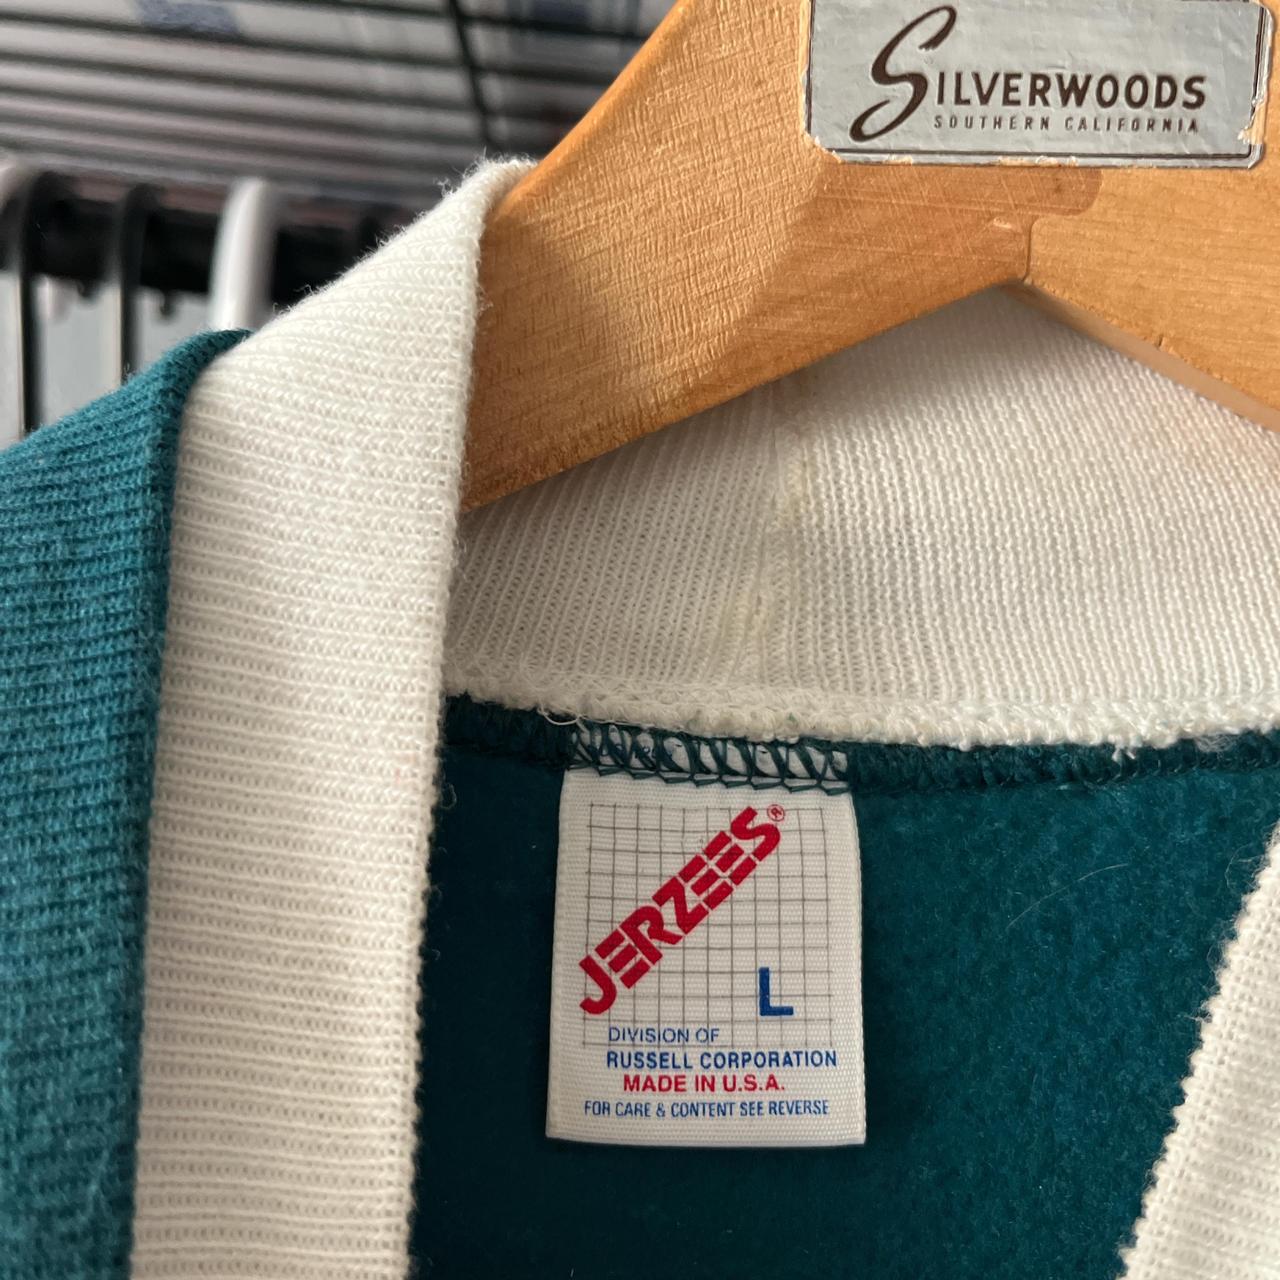 SILVERWOODS
SOUTHERN CALIFORNIA
JERZEES®
L
DIVISION OF
RUSSELL CORPORATION
MADE IN U.S.A.
FOR CARE & CONTENT SEE REVERSE